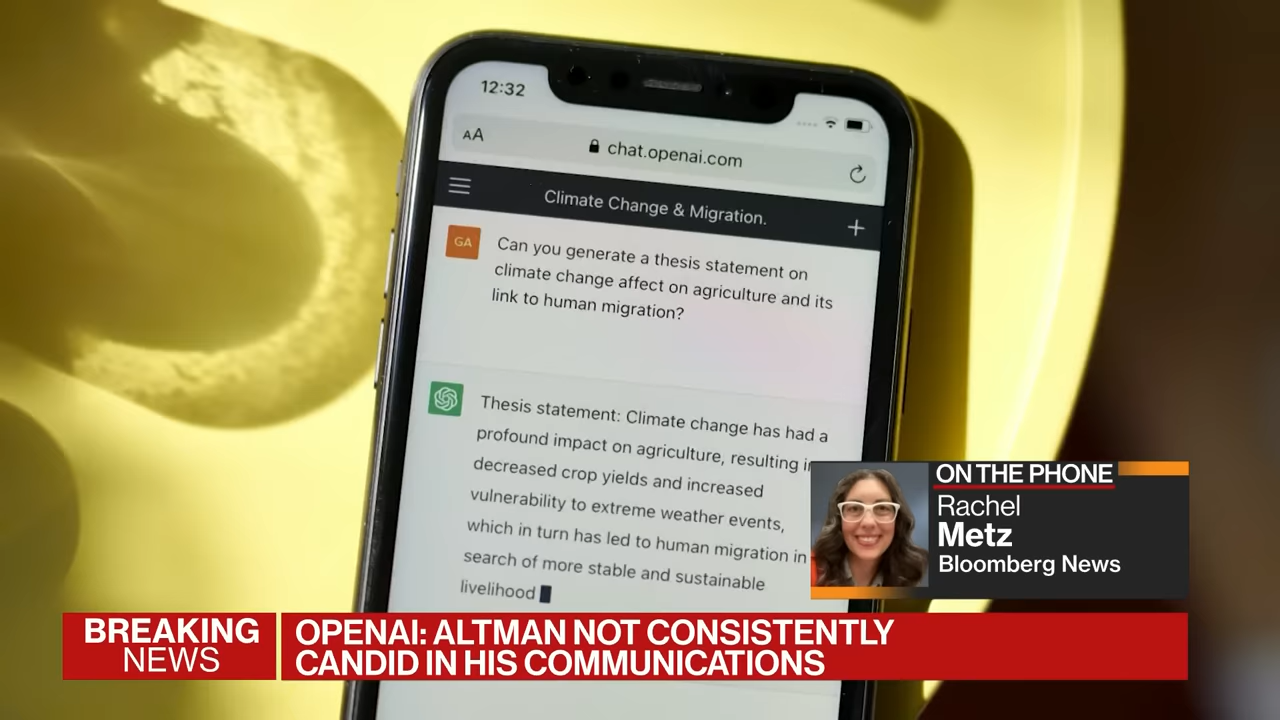 12:32
AA
chat.openai.com
Climate Change & Migration.
GA
Can you generate a thesis statement on
climate change affect on agriculture and its
link to human migration?
Thesis statement: Climate change has had a
profound impact on agriculture, resulting in
decreased crop yields and increased
vulnerability to extreme weather events,
which in turn has led to human migration in
search of more stable and sustainable
livelihood
ON THE PHONE
Rachel
Metz
Bloomberg News
BREAKING
NEWS
OPENAI: ALTMAN NOT CONSISTENTLY
CANDID IN HIS COMMUNICATIONS